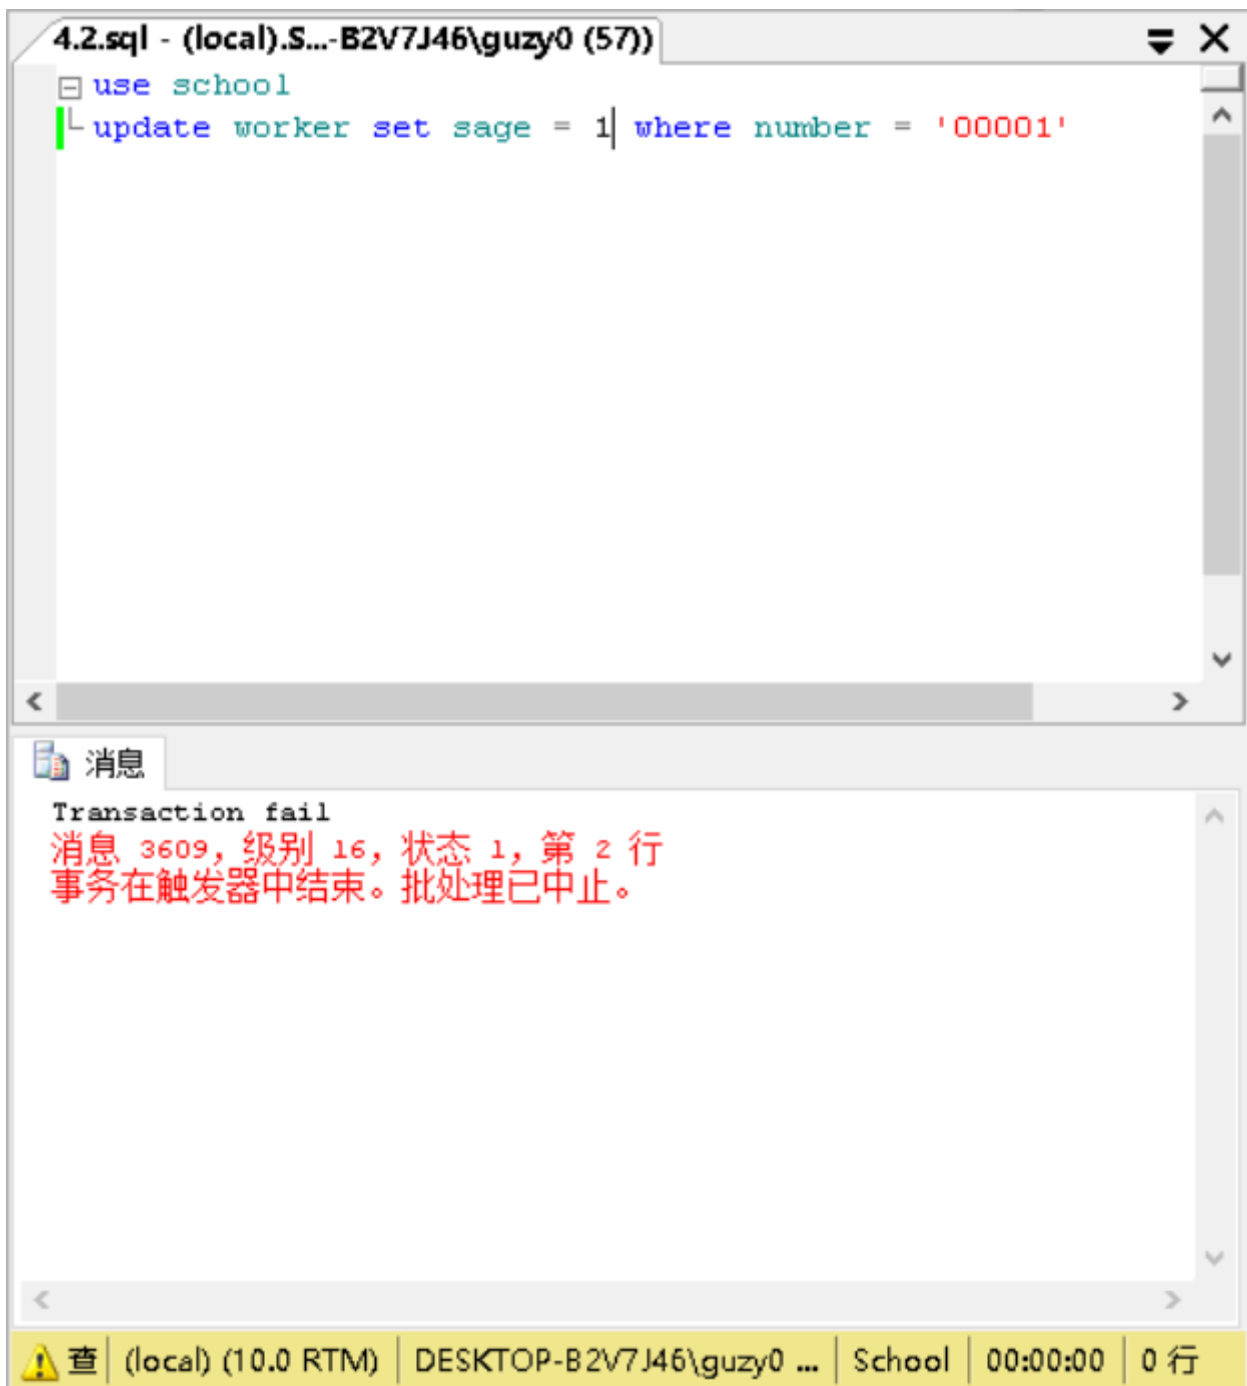 4.2.sql - (local).S...-B2V7J46\guzy0 (57))
use school
update worker set sage = 1 where number = '00001'
消息
Transaction fail
消息 3609，级别 16，状态 1，第 2 行
事务在触发器中结束。批处理已中止。
查 (local) (10.0 RTM) DESKTOP-B2V7J46\guzy0 ... School 00:00:00 0 行